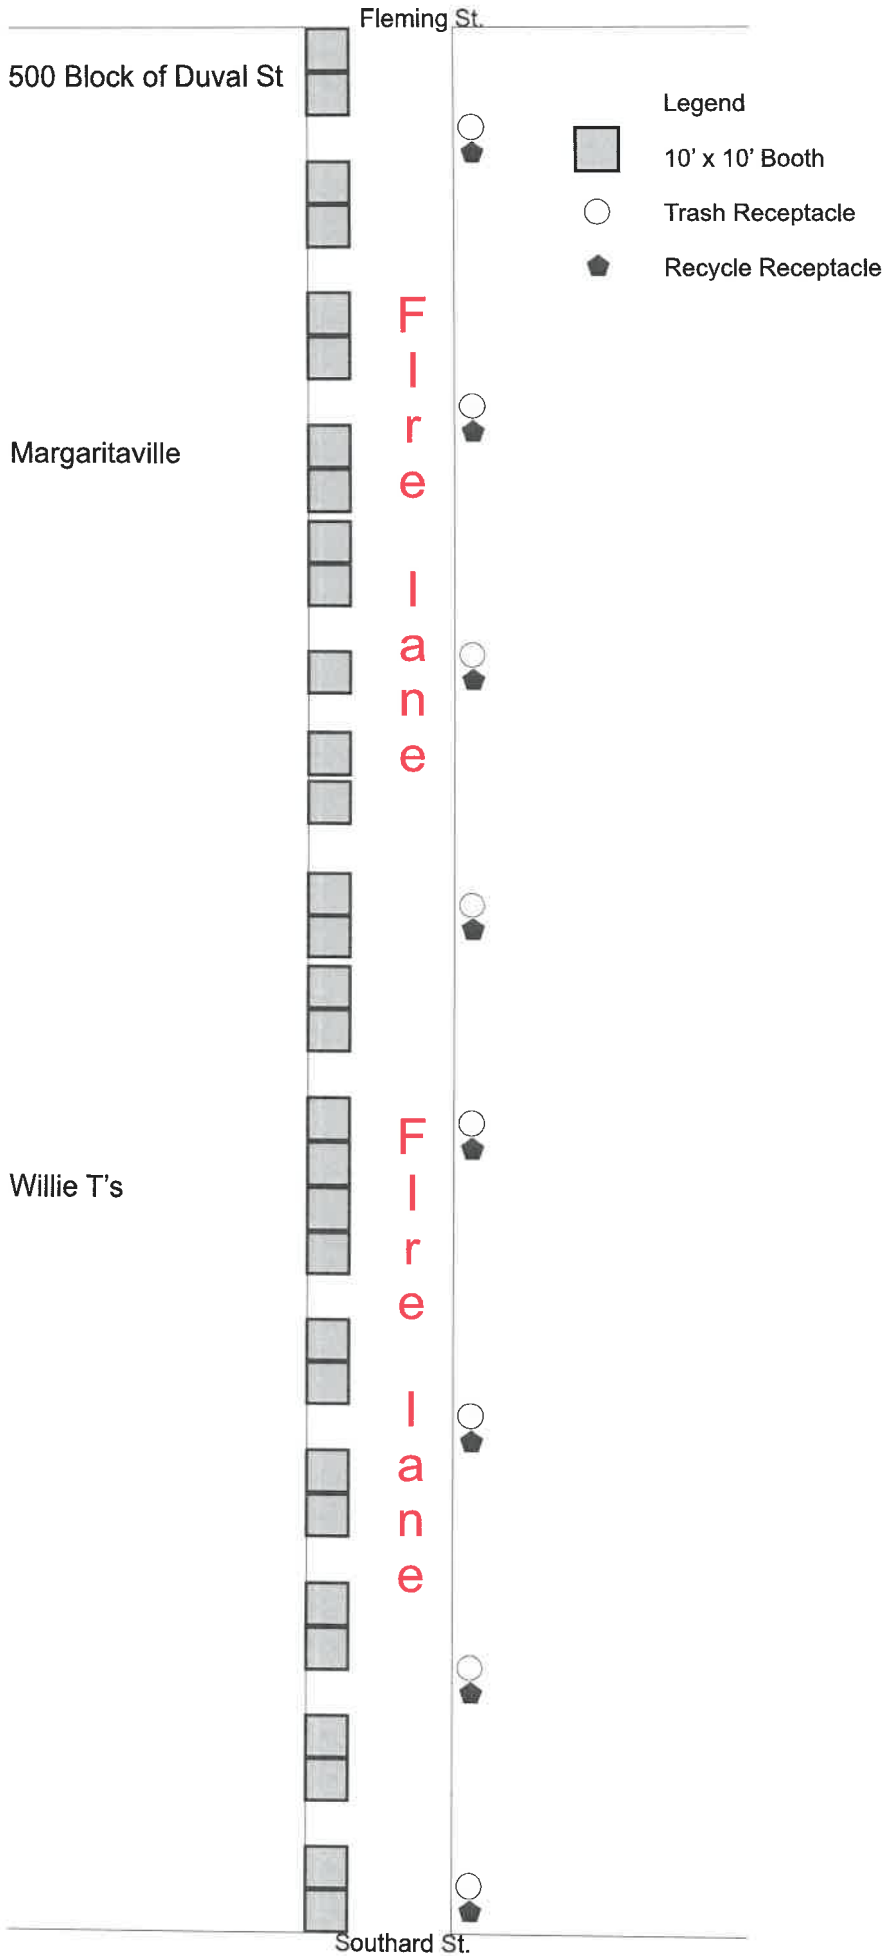 Fleming St.
500 Block of Duval St
Legend
10' x 10' Booth
Trash Receptacle
Recycle Receptacle
FIre lane
Margaritaville
FIre lane
Willie T's
Southard St.